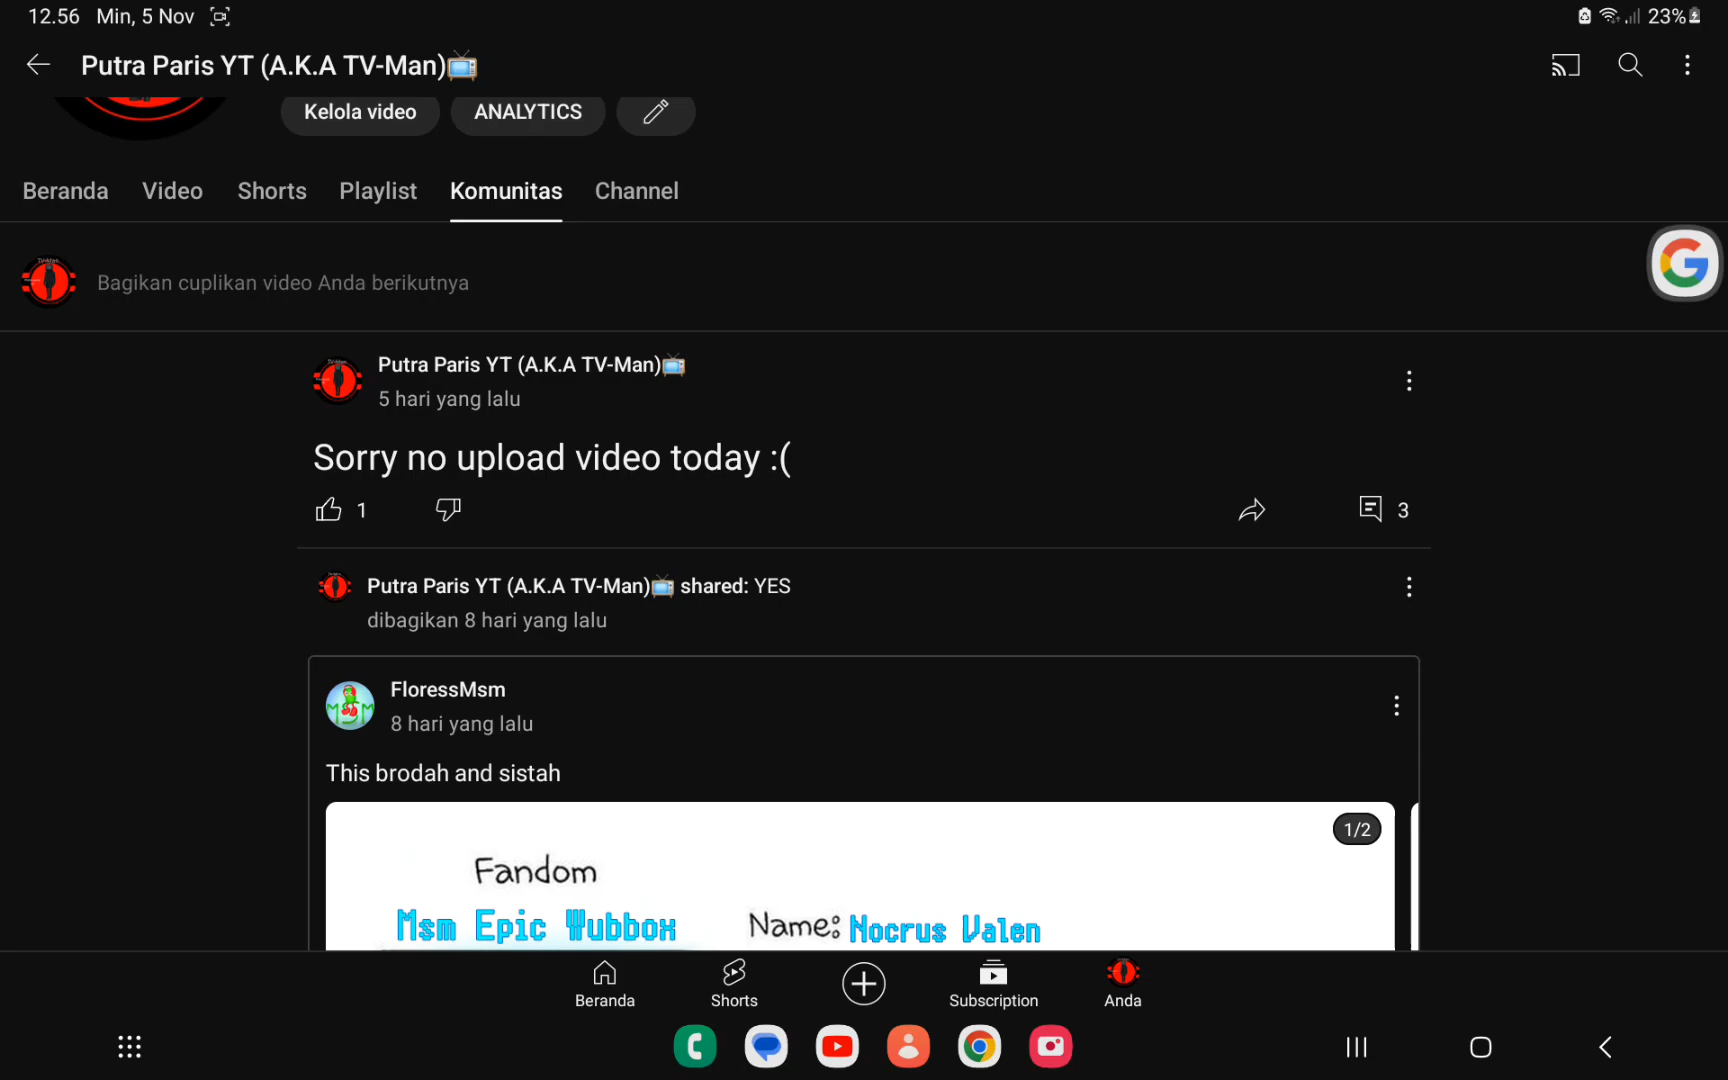 12.56 Min, 5 Nov 23%
Putra Paris YT (A.K.A TV-Man)📺
Kelola video ANALYTICS
Beranda Video Shorts Playlist Komunitas Channel
Bagikan cuplikan video Anda berikutnya
Putra Paris YT (A.K.A TV-Man)📺
5 hari yang lalu
Sorry no upload video today :(
1 3
Putra Paris YT (A.K.A TV-Man)📺 shared: YES
dibagikan 8 hari yang lalu
FloressMsm
8 hari yang lalu
This brodah and sistah
1/2
Fandom
Msm Epic Wubbox Name: Nocrus Valen
Beranda Shorts Subscription Anda